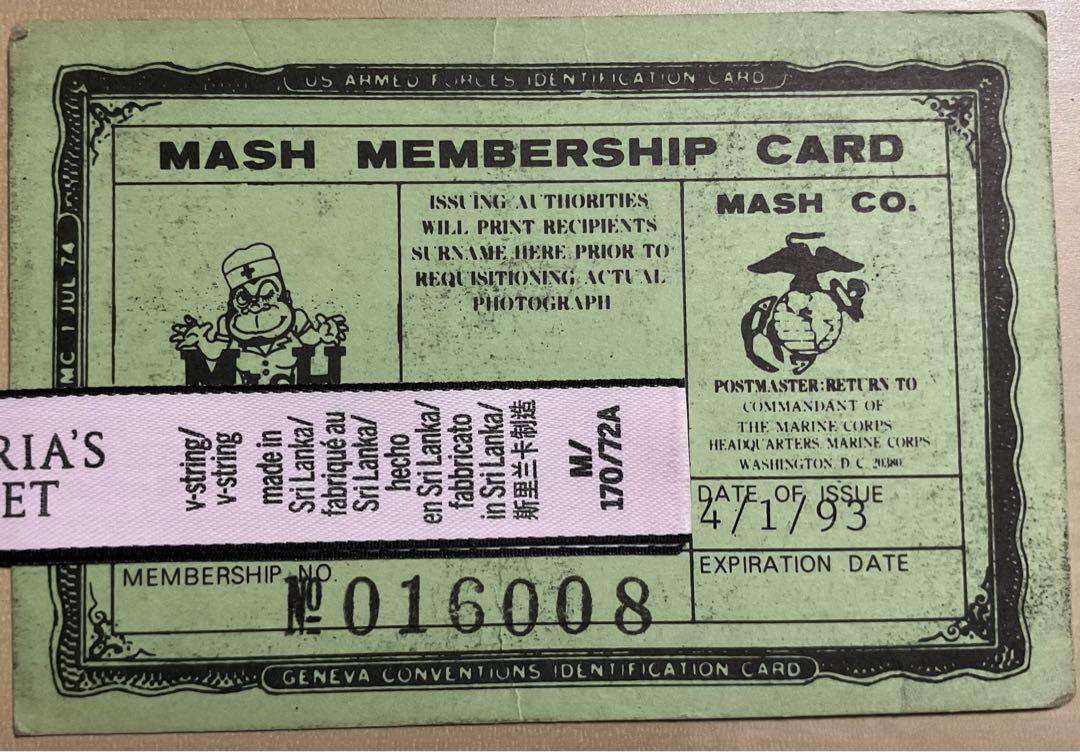 US ARMED FORCES IDENTIFICATION CARD
MASH MEMBERSHIP CARD
MC 1 JUL 74
ISSUING AUTHORITIES
WILL PRINT RECIPIENTS
SURNAME HERE PRIOR TO
REQUISITIONING ACTUAL
PHOTOGRAPH
MASH CO.
POSTMASTER:RETURN TO
COMMANDANT OF
THE MARINE CORPS
HEADQUARTERS MARINE CORPS
WASHINGTON D C 20380
RIA'S
ET
v-string/
v-string
made in
Sri Lanka/
fabriqué au
Sri Lanka/
hecho
en Sri Lanka/
fabbricato
in Sri Lanka/
斯里兰卡制造
M/
170/72A
DATE OF ISSUE
4/1/93
EXPIRATION DATE
MEMBERSHIP NO.
No 016008
GENEVA CONVENTIONS IDENTIFICATION CARD